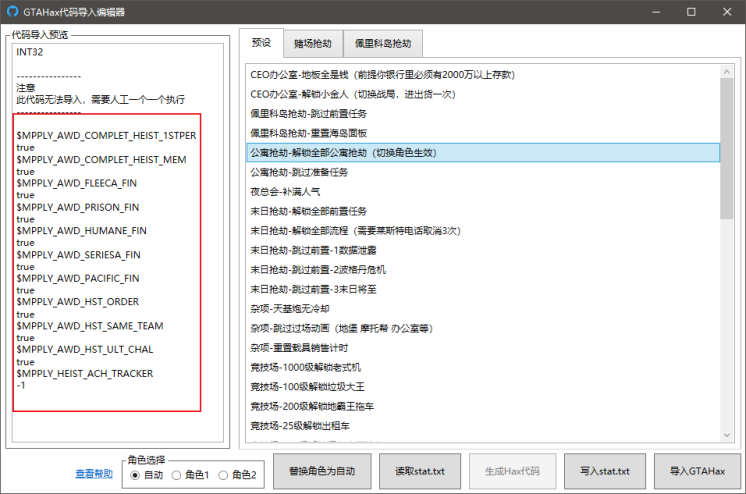 GTAHax代码导入编辑器
代码导入预览
INT32
----------------
注意
此代码无法导入，需要人工一个一个执行
----------------
$MPPLY_AWD_COMPLET_HEIST_1STPER
true
$MPPLY_AWD_COMPLET_HEIST_MEM
true
$MPPLY_AWD_FLEECA_FIN
true
$MPPLY_AWD_PRISON_FIN
true
$MPPLY_AWD_HUMANE_FIN
true
$MPPLY_AWD_SERIESA_FIN
true
$MPPLY_AWD_PACIFIC_FIN
true
$MPPLY_AWD_HST_ORDER
true
$MPPLY_AWD_HST_SAME_TEAM
true
$MPPLY_AWD_HST_ULT_CHAL
true
$MPPLY_HEIST_ACH_TRACKER
-1
预设 赌场抢劫 佩里科岛抢劫
CEO办公室-地板全是钱（前提你银行里必须有2000万以上存款）
CEO办公室-解锁小金人（切换战局，进出货一次）
佩里科岛抢劫-跳过前置任务
佩里科岛抢劫-重置海岛面板
公寓抢劫-解锁全部公寓抢劫（切换角色生效）
公寓抢劫-跳过准备任务
夜总会-补满人气
末日抢劫-解锁全部前置任务
末日抢劫-解锁全部流程（需要莱斯特电话取消3次）
末日抢劫-跳过前置-1数据泄露
末日抢劫-跳过前置-2波格丹危机
末日抢劫-跳过前置-3末日将至
杂项-天基炮无冷却
杂项-跳过过场动画（地堡 摩托帮 办公室等）
杂项-重置载具销售计时
竞技场-1000级解锁老式机
竞技场-100级解锁垃圾大王
竞技场-200级解锁地霸王拖车
竞技场-25级解锁出租车
查看帮助
角色选择
自动 角色1 角色2
替换角色为自动 读取stat.txt 生成Hax代码 写入stat.txt 导入GTAHax